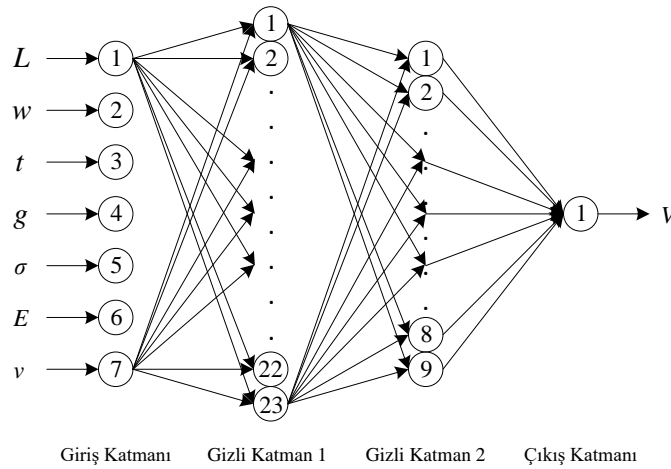 L 1
w 2
t 3
g 4
σ 5
E 6
v 7
1
2
22
23
1
2
8
9
1 V
Giriş Katmanı Gizli Katman 1 Gizli Katman 2 Çıkış Katmanı